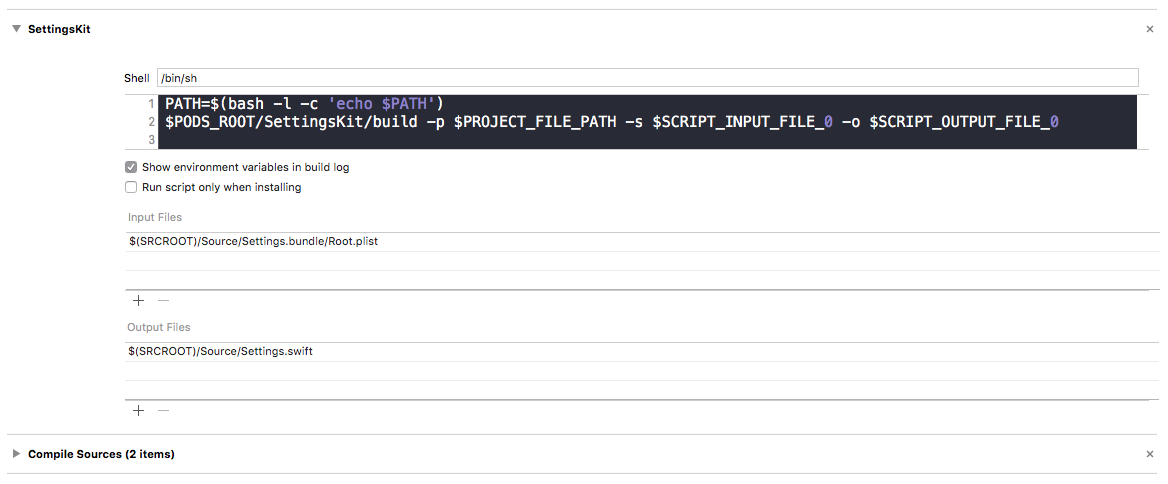 SettingsKit
Shell /bin/sh
1 PATH=$(bash -l -c 'echo $PATH')
2 $PODS_ROOT/SettingsKit/build -p $PROJECT_FILE_PATH -s $SCRIPT_INPUT_FILE_0 -o $SCRIPT_OUTPUT_FILE_0
3
Show environment variables in build log
Run script only when installing
Input Files
$(SRCROOT)/Source/Settings.bundle/Root.plist
Output Files
$(SRCROOT)/Source/Settings.swift
Compile Sources (2 items)